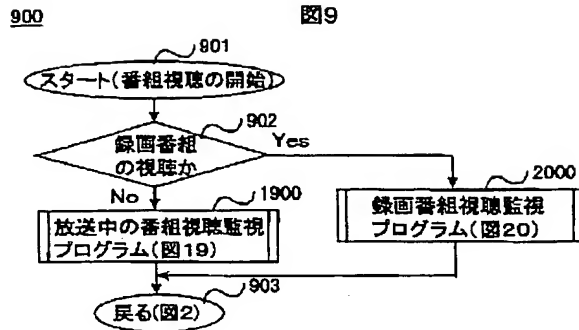 900
図9
901
スタート(番組視聴の開始)
902
録画番組
の視聴か
Yes
No
1900
放送中の番組視聴監視
プログラム(図19)
2000
録画番組視聴監視
プログラム(図20)
903
戻る(図2)